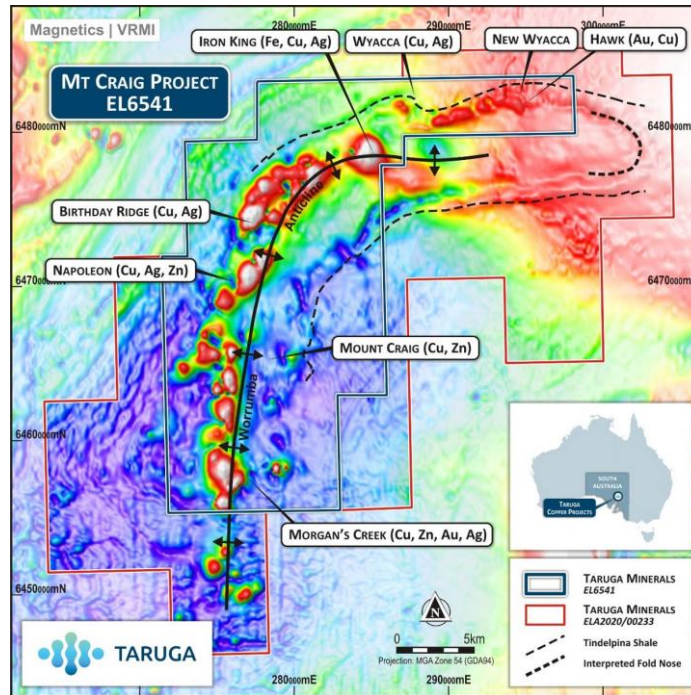 280000mE
290000mE
300000mE
Magnetics | VRMI
IRON KING (Fe, Cu, Ag)
WYACCA (Cu, Ag)
NEW WYACCA
HAWK (Au, Cu)
MT CRAIG PROJECT
EL6541
6480000mN
6480000mN
BIRTHDAY RIDGE (Cu, Ag)
Anticline
NAPOLEON (Cu, Ag, Zn)
6470000mN
6470000mN
MOUNT CRAIG (Cu, Zn)
Worrumba
6460000mN
MORGAN'S CREEK (Cu, Zn, Au, Ag)
SOUTH
AUSTRALIA
TARUGA
COPPER PROJECTS
6450000mN
TARUGA
N
0
5km
Projection: MGA Zone 54 (GDA94)
280000mE
290000mE
TARUGA MINERALS
EL6541
TARUGA MINERALS
ELA2020/00233
Tindelpina Shale
Interpreted Fold Nose